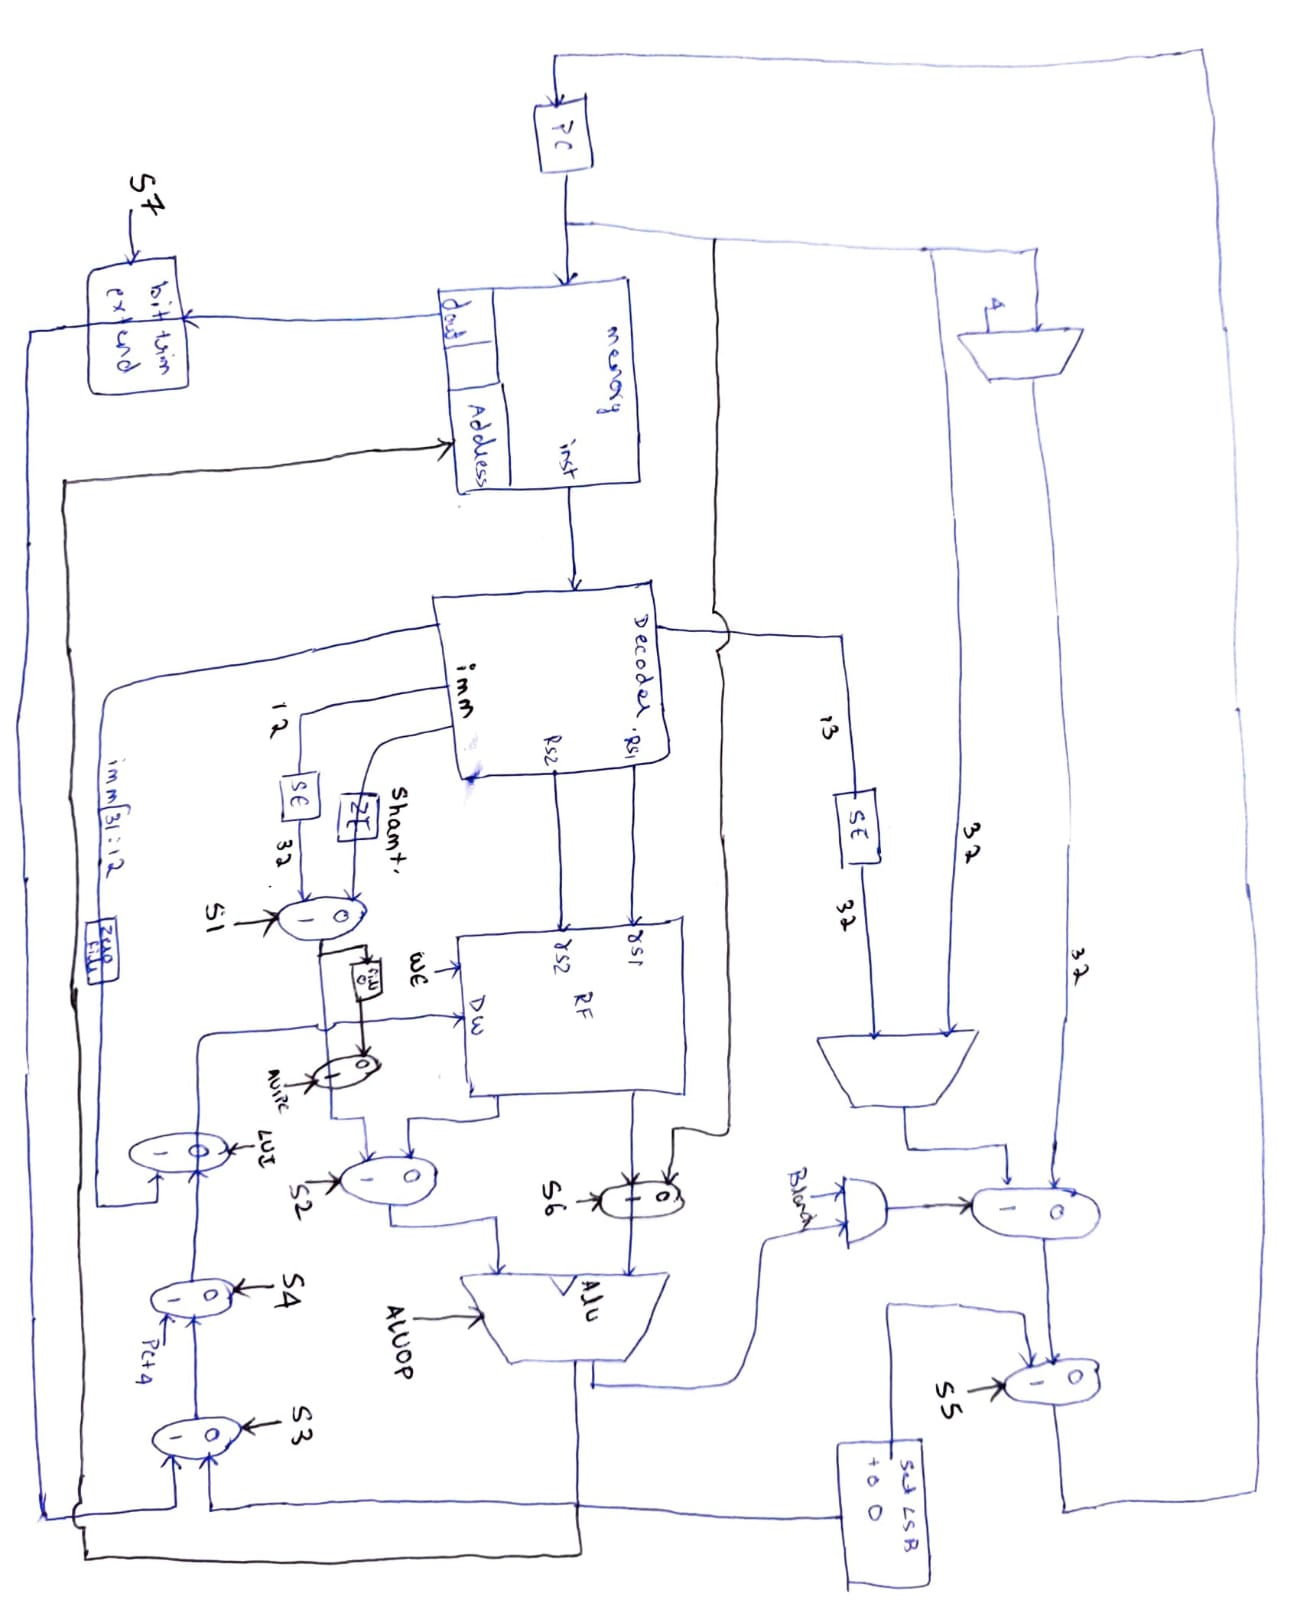 32
0
1
0
1
S5
4
32
Set LSB
to 0
SE
13
32
Branch
Decoder
RS1
RS2
imm
rs1
rs2
RF
DW
WE
0
1
S6
ALU
ALUOP
memory
inst
dout
Address
PC
Shamt.
ZE
0
1
S1
SE
12
32
fill
0
0
1
AUIPC
0
1
S2
LUI
0
1
S4
0
1
PC+4
S3
0
1
S7
bit trim
extend
imm[31:12
Zero
Fill